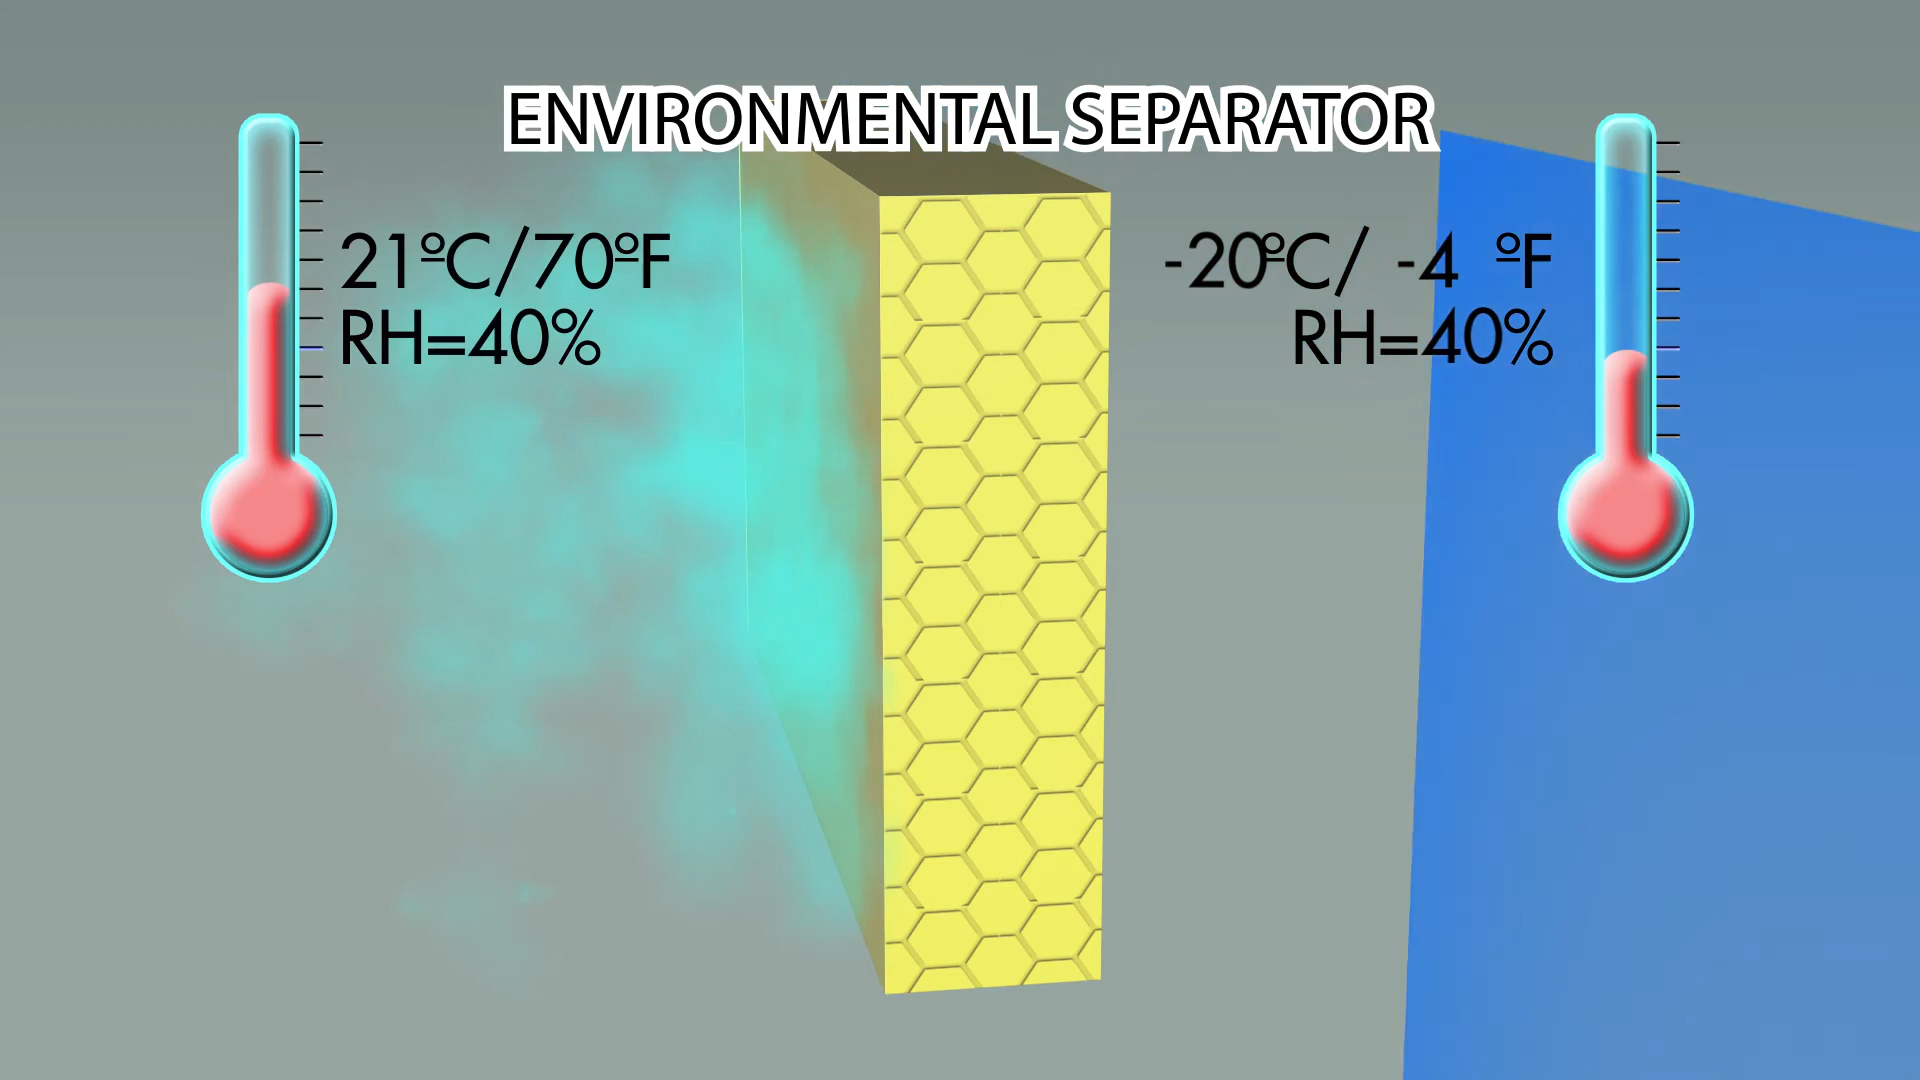 ENVIRONMENTAL SEPARATOR
21ºC/70ºF
RH=40%
-20ºC/ -4 ºF
RH=40%